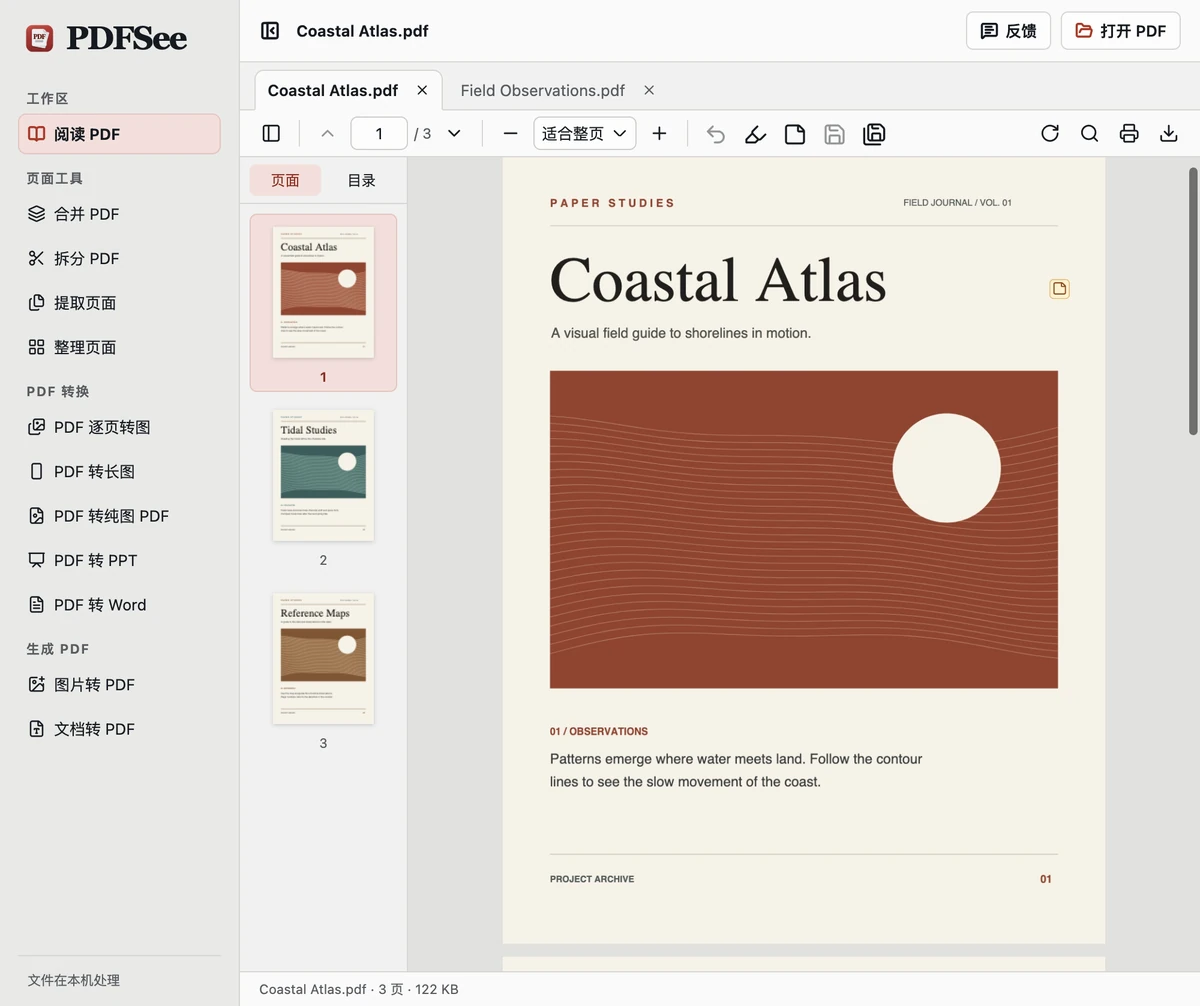 PDFSee
工作区
阅读 PDF
页面工具
合并 PDF
拆分 PDF
提取页面
整理页面
PDF 转换
PDF 逐页转图
PDF 转长图
PDF 转纯图 PDF
PDF 转 PPT
PDF 转 Word
生成 PDF
图片转 PDF
文档转 PDF
文件在本机处理
Coastal Atlas.pdf
反馈
打开 PDF
Coastal Atlas.pdf
Field Observations.pdf
1 / 3
适合整页
页面
目录
Coastal Atlas
1
Tidal Studies
2
Reference Maps
3
PAPER STUDIES
FIELD JOURNAL / VOL. 01
Coastal Atlas
A visual field guide to shorelines in motion.
01 / OBSERVATIONS
Patterns emerge where water meets land. Follow the contour
lines to see the slow movement of the coast.
PROJECT ARCHIVE
01
Coastal Atlas.pdf · 3 页 · 122 KB